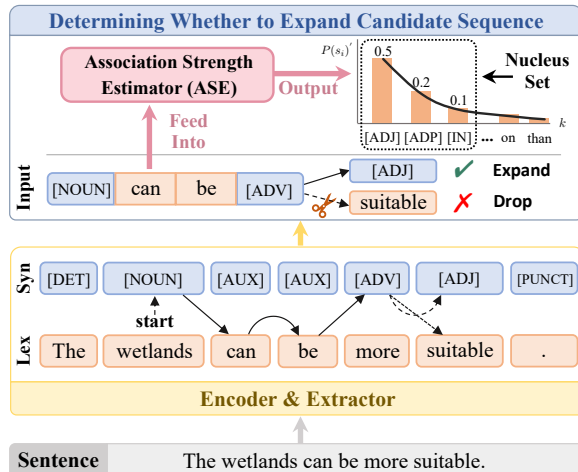 Determining Whether to Expand Candidate Sequence
Association Strength
Estimator (ASE)
Output
Feed
Into
P(s_i)'
0.5
0.2
0.1
k
[ADJ] [ADP] [IN] ... on than
Nucleus
Set
Input
[NOUN] can be [ADV]
[ADJ] ✓ Expand
suitable ✗ Drop
Syn
[DET] [NOUN] [AUX] [AUX] [ADV] [ADJ] [PUNCT]
start
Lex
The wetlands can be more suitable .
Encoder & Extractor
Sentence The wetlands can be more suitable.